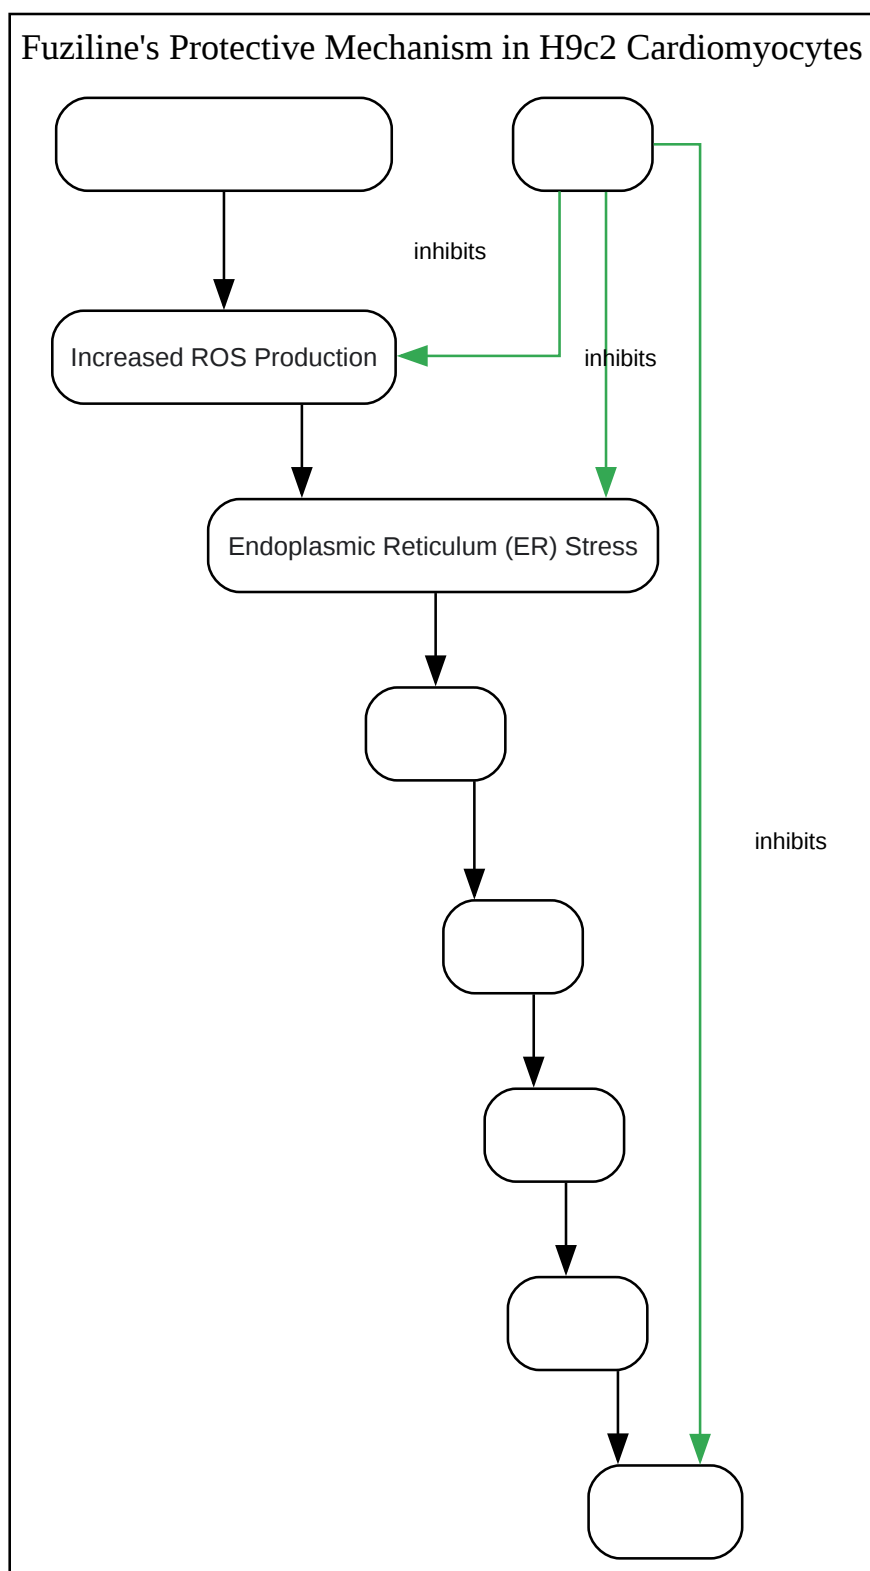 Fuziline's Protective Mechanism in H9c2 Cardiomyocytes
inhibits
Increased ROS Production
inhibits
Endoplasmic Reticulum (ER) Stress
inhibits